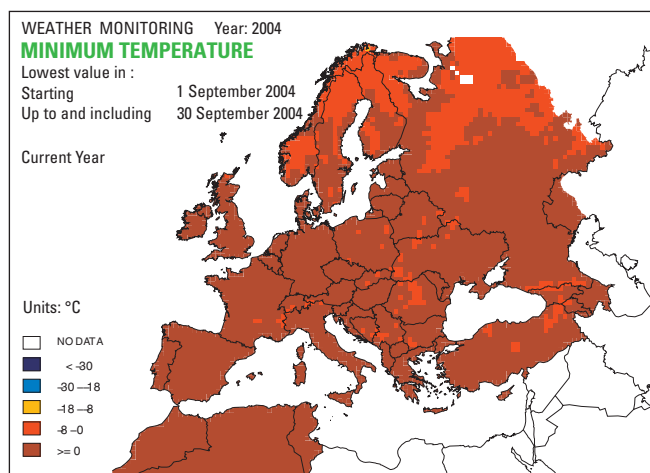 WEATHER MONITORING Year: 2004
MINIMUM TEMPERATURE
Lowest value in :
Starting 1 September 2004
Up to and including 30 September 2004
Current Year
Units: °C
NO DATA
< -30
-30 —18
-18 —8
-8 –0
>= 0